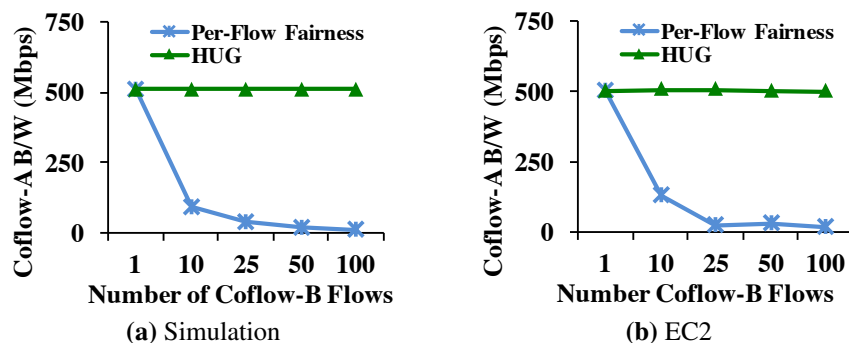 Coflow-A B/W (Mbps)
750
500
250
0
Per-Flow Fairness
HUG
1 10 25 50 100
Number of Coflow-B Flows
(a) Simulation
Coflow-A B/W (Mbps)
750
500
250
0
Per-Flow Fairness
HUG
1 10 25 50 100
Number Coflow-B Flows
(b) EC2